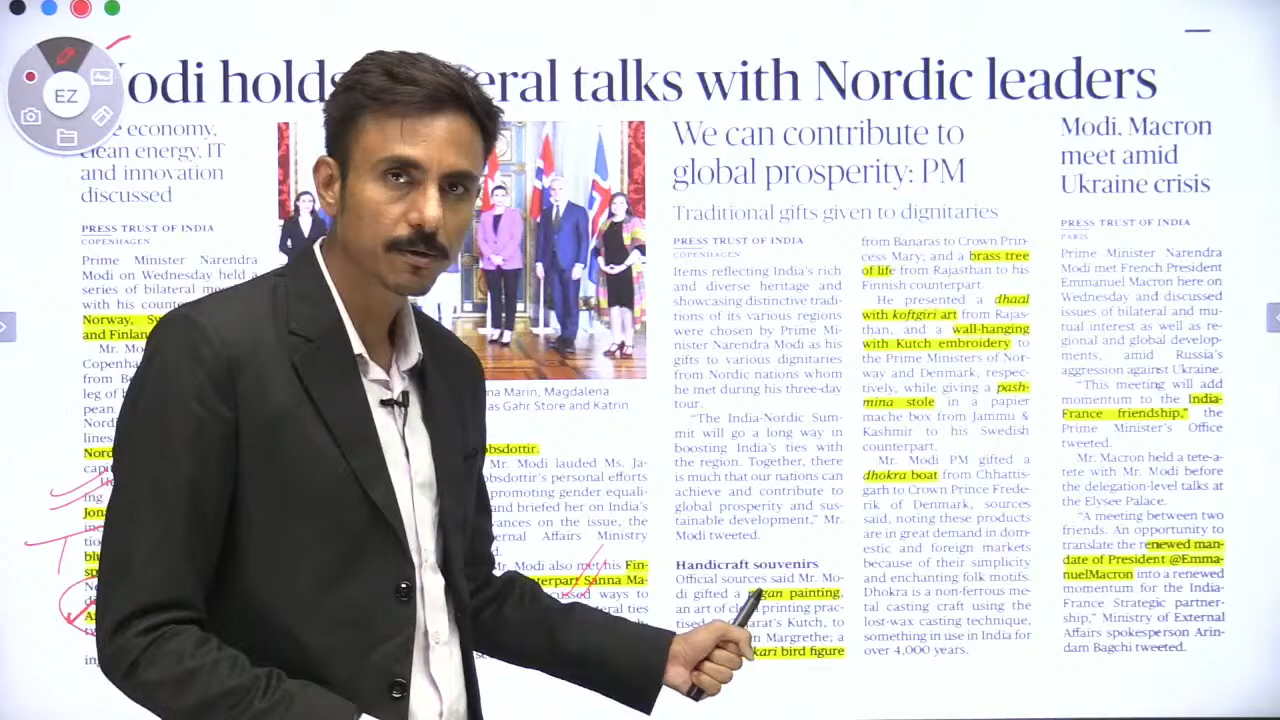 EZ
odi holds
eral talks with Nordic leaders
e economy,
clean energy, IT
and innovation
discussed
PRESS TRUST OF INDIA
COPENHAGEN
Prime Minister Narendra
Modi on Wednesday held a
series of bilateral
with his
Norway,
and
Mr.
from
leg of
pean
capi
ing
na Marin, Magdalena
as Gahr Store and Katrin
obsdottir.
Mr. Modi lauded Ms. Ja-
obsdottir's personal efforts
promoting gender equali-
and briefed her on India's
ances on the issue, the
ernal Affairs Ministry
d.
Mr. Modi also met his Fin-
terpart Sanna Ma-
ways to
ties
We can contribute to
global prosperity: PM
Traditional gifts given to dignitaries
PRESS TRUST OF INDIA
COPENHAGEN
Items reflecting India's rich
and diverse heritage and
showcasing distinctive tradi-
tions of its various regions
were chosen by Prime Mi-
nister Narendra Modi as his
gifts to various dignitaries
from Nordic nations whom
he met during his three-day
tour.
"The India-Nordic Sum-
mit will go a long way in
boosting India's ties with
the region. Together, there
is much that our nations can
achieve and contribute to
global prosperity and sus-
tainable development," Mr.
Modi tweeted.
Handicraft souvenirs
Official sources said Mr. Mo-
di gifted a gan painting,
an art of printing prac-
tised arat's Kutch, to
n Margrethe; a
kari bird figure
from Banaras to Crown Prin-
cess Mary; and a brass tree
of life from Rajasthan to his
Finnish counterpart.
He presented a dhaal
with koftgiri art from Rajas-
than, and a wall-hanging
with Kutch embroidery to
the Prime Ministers of Nor-
way and Denmark, respec-
tively, while giving a pash-
mina stole in a papier
mache box from Jammu &
Kashmir to his Swedish
counterpart.
Mr. Modi PM gifted a
dhokra boat from Chhattis-
garh to Crown Prince Frede-
rik of Denmark, sources
said, noting these products
are in great demand in dom-
estic and foreign markets
because of their simplicity
and enchanting folk motifs.
Dhokra is a non-ferrous me-
tal casting craft using the
lost-wax casting technique,
something in use in India for
over 4,000 years.
Modi, Macron
meet amid
Ukraine crisis
PRESS TRUST OF INDIA
PARIS
Prime Minister Narendra
Modi met French President
Emmanuel Macron here on
Wednesday and discussed
issues of bilateral and mu-
tual interest as well as re-
gional and global develop-
ments, amid Russia's
aggression against Ukraine.
"This meeting will add
momentum to the India-
France friendship," the
Prime Minister's Office
tweeted.
Mr. Macron held a tete-a-
tete with Mr. Modi before
the delegation-level talks at
the Elysee Palace.
"A meeting between two
friends. An opportunity to
translate the renewed man-
date of President @Emma-
nuelMacron into a renewed
momentum for the India-
France Strategic partner-
ship," Ministry of External
Affairs spokesperson Arin-
dam Bagchi tweeted.